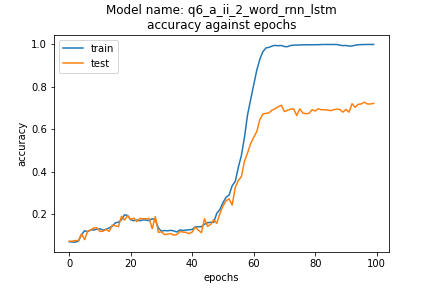 Model name: q6_a_ii_2_word_rnn_lstm
accuracy against epochs
train
test
1.0
0.8
0.6
0.4
0.2
accuracy
0 20 40 60 80 100
epochs